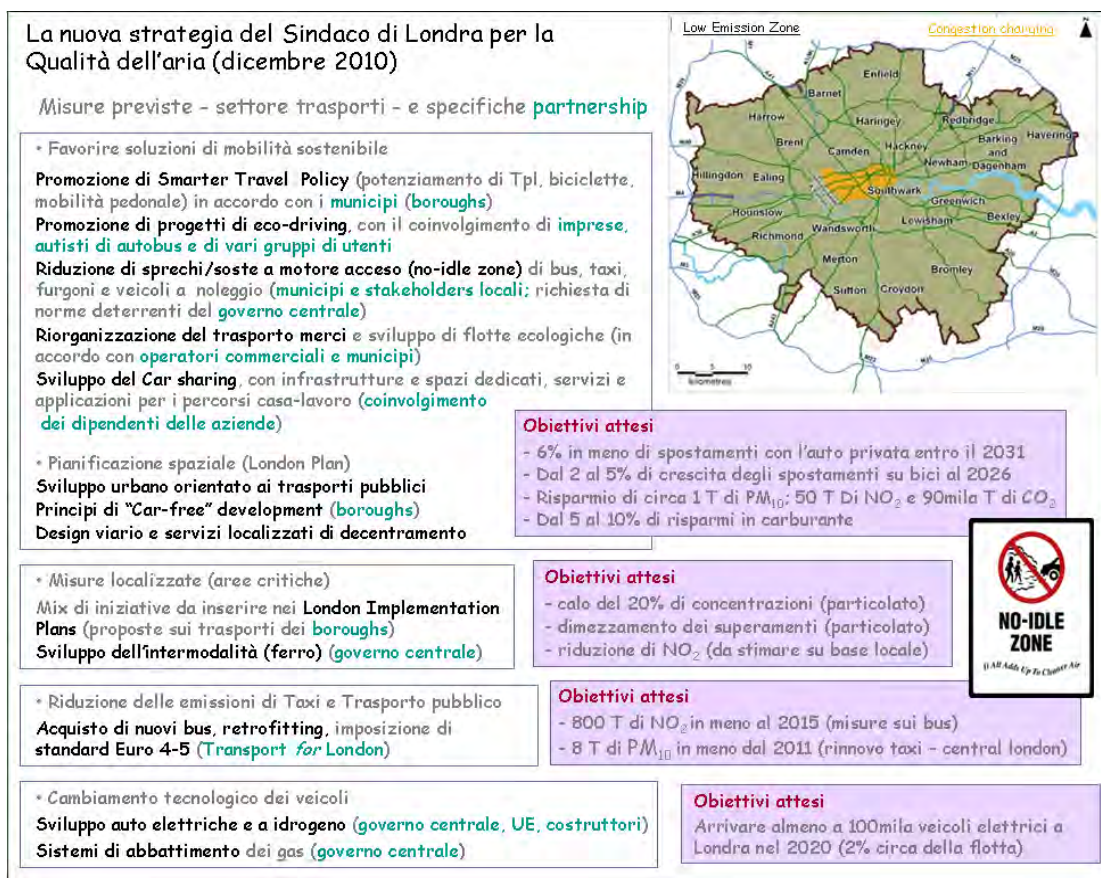 La nuova strategia del Sindaco di Londra per la
Qualità dell'aria (dicembre 2010)
Misure previste - settore trasporti - e specifiche partnership
• Favorire soluzioni di mobilità sostenibile
Promozione di Smarter Travel Policy (potenziamento di Tpl, biciclette,
mobilità pedonale) in accordo con i municipi (boroughs)
Promozione di progetti di eco-driving, con il coinvolgimento di imprese,
autisti di autobus e di vari gruppi di utenti
Riduzione di sprechi/soste a motore acceso (no-idle zone) di bus, taxi,
furgoni e veicoli a noleggio (municipi e stakeholders locali; richiesta di
norme deterrenti del governo centrale)
Riorganizzazione del trasporto merci e sviluppo di flotte ecologiche (in
accordo con operatori commerciali e municipi)
Sviluppo del Car sharing, con infrastrutture e spazi dedicati, servizi e
applicazioni per i percorsi casa-lavoro (coinvolgimento
dei dipendenti delle aziende)
• Pianificazione spaziale (London Plan)
Sviluppo urbano orientato ai trasporti pubblici
Principi di "Car-free" development (boroughs)
Design viario e servizi localizzati di decentramento
Low Emission Zone
Congestion charging
Enfield
Barnet
Harrow
Haringey
Redbridge
Brent
Camden
Hackney
Barking
and
Dagenham
Havering
Newham
Hillingdon
Ealing
Southwark
Greenwich
Hounslow
Lewisham
Bexley
Richmond
Wandsworth
Merton
Bromley
Sutton
Croydon
0 5 10
kilometres
Obiettivi attesi
- 6% in meno di spostamenti con l'auto privata entro il 2031
- Dal 2 al 5% di crescita degli spostamenti su bici al 2026
- Risparmio di circa 1 T di PM10; 50 T Di NO2 e 90mila T di CO2
- Dal 5 al 10% di risparmi in carburante
• Misure localizzate (aree critiche)
Mix di iniziative da inserire nei London Implementation
Plans (proposte sui trasporti dei boroughs)
Sviluppo dell'intermodalità (ferro) (governo centrale)
Obiettivi attesi
- calo del 20% di concentrazioni (particolato)
- dimezzamento dei superamenti (particolato)
- riduzione di NO2 (da stimare su base locale)
NO-IDLE
ZONE
It All Adds Up To Cleaner Air
• Riduzione delle emissioni di Taxi e Trasporto pubblico
Acquisto di nuovi bus, retrofitting, imposizione di
standard Euro 4-5 (Transport for London)
Obiettivi attesi
- 800 T di NO2 in meno al 2015 (misure sui bus)
- 8 T di PM10 in meno dal 2011 (rinnovo taxi - central london)
• Cambiamento tecnologico dei veicoli
Sviluppo auto elettriche e a idrogeno (governo centrale, UE, costruttori)
Sistemi di abbattimento dei gas (governo centrale)
Obiettivi attesi
Arrivare almeno a 100mila veicoli elettrici a
Londra nel 2020 (2% circa della flotta)